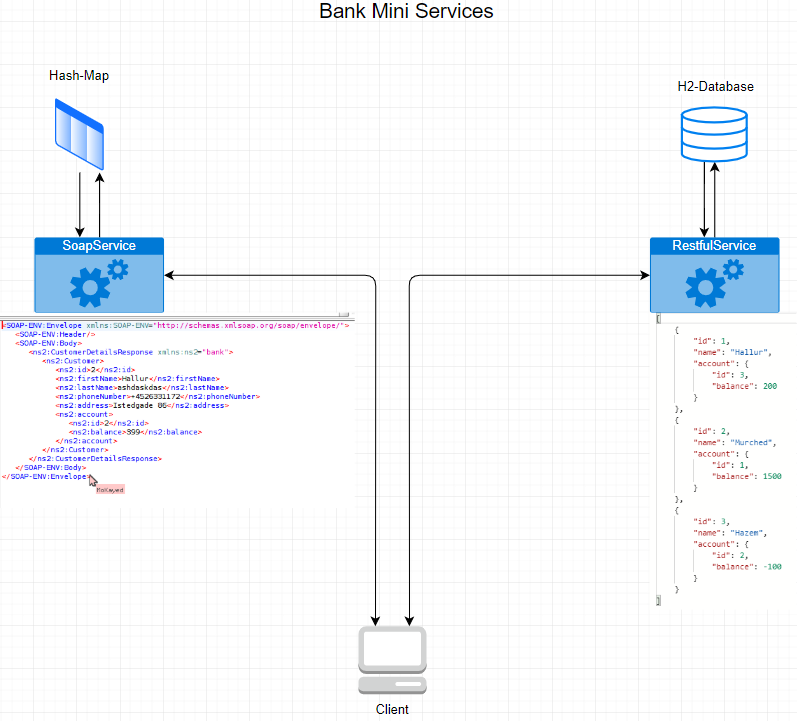 Bank Mini Services
Hash-Map
H2-Database
SoapService
RestfulService
<SOAP-ENV:Envelope xmlns:SOAP-ENV="http://schemas.xmlsoap.org/soap/envelope/">
<SOAP-ENV:Header/>
<SOAP-ENV:Body>
<ns2:CustomerDetailsResponse xmlns:ns2="bank">
<ns2:Customer>
<ns2:id>2</ns2:id>
<ns2:firstName>Hallur</ns2:firstName>
<ns2:lastName>ashdaskdas</ns2:lastName>
<ns2:phoneNumber>+4526331172</ns2:phoneNumber>
<ns2:address>Istedgade 86</ns2:address>
<ns2:account>
<ns2:id>2</ns2:id>
<ns2:balance>399</ns2:balance>
</ns2:account>
</ns2:Customer>
</ns2:CustomerDetailsResponse>
</SOAP-ENV:Body>
</SOAP-ENV:Envelope>
MoKayed
[
{
"id": 1,
"name": "Hallur",
"account": {
"id": 3,
"balance": 200
}
},
{
"id": 2,
"name": "Murched",
"account": {
"id": 1,
"balance": 1500
}
},
{
"id": 3,
"name": "Hazem",
"account": {
"id": 2,
"balance": -100
}
}
]
Client